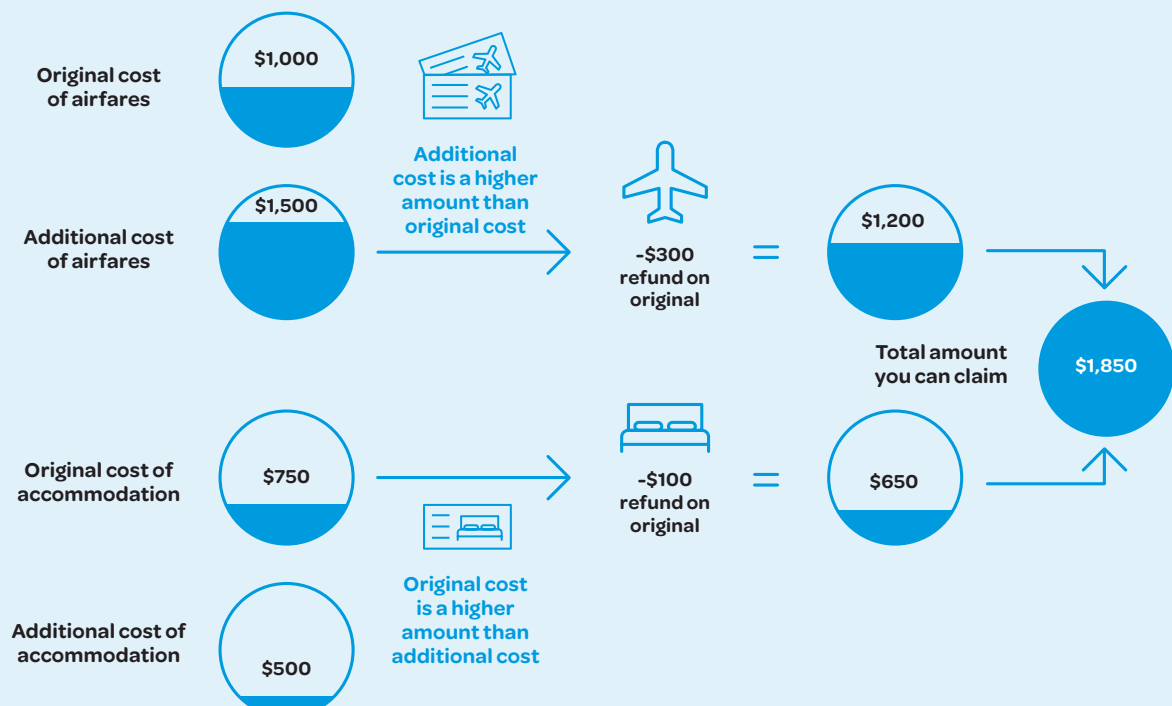 Original cost
of airfares
$1,000
Additional
cost is a higher
amount than
original cost
Additional cost
of airfares
$1,500
-$300
refund on
original
=
$1,200
Total amount
you can claim
$1,850
Original cost of
accommodation
$750
-$100
refund on
original
=
$650
Original cost
is a higher
amount than
additional cost
Additional cost of
accommodation
$500